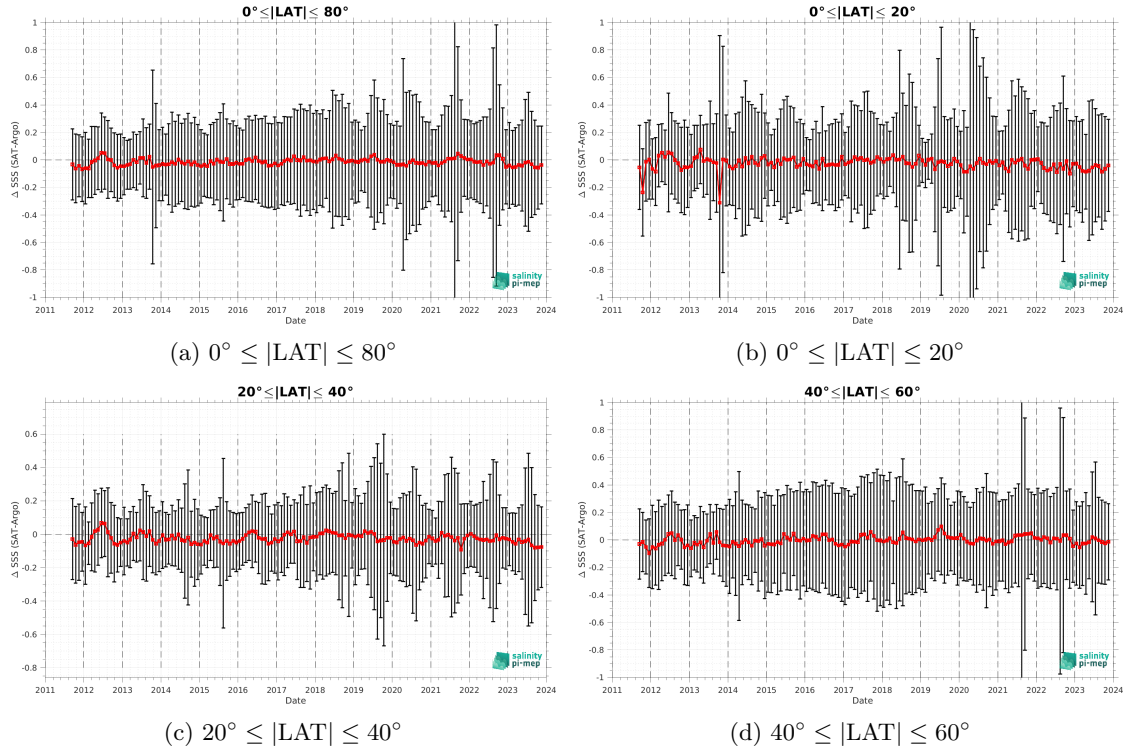 0°≤|LAT|≤ 80°
1
0.8
0.6
0.4
0.2
0
-0.2
-0.4
-0.6
-0.8
-1
Δ SSS (SAT-Argo)
salinity
pi-mep
2011 2012 2013 2014 2015 2016 2017 2018 2019 2020 2021 2022 2023 2024
Date
(a) 0° ≤ |LAT| ≤ 80°
0°≤|LAT|≤ 20°
1
0.8
0.6
0.4
0.2
0
-0.2
-0.4
-0.6
-0.8
-1
Δ SSS (SAT-Argo)
salinity
pi-mep
2011 2012 2013 2014 2015 2016 2017 2018 2019 2020 2021 2022 2023 2024
Date
(b) 0° ≤ |LAT| ≤ 20°
20°≤|LAT|≤ 40°
0.6
0.4
0.2
0
-0.2
-0.4
-0.6
-0.8
Δ SSS (SAT-Argo)
salinity
pi-mep
2011 2012 2013 2014 2015 2016 2017 2018 2019 2020 2021 2022 2023 2024
Date
(c) 20° ≤ |LAT| ≤ 40°
40°≤|LAT|≤ 60°
1
0.8
0.6
0.4
0.2
0
-0.2
-0.4
-0.6
-0.8
-1
Δ SSS (SAT-Argo)
salinity
pi-mep
2011 2012 2013 2014 2015 2016 2017 2018 2019 2020 2021 2022 2023 2024
Date
(d) 40° ≤ |LAT| ≤ 60°